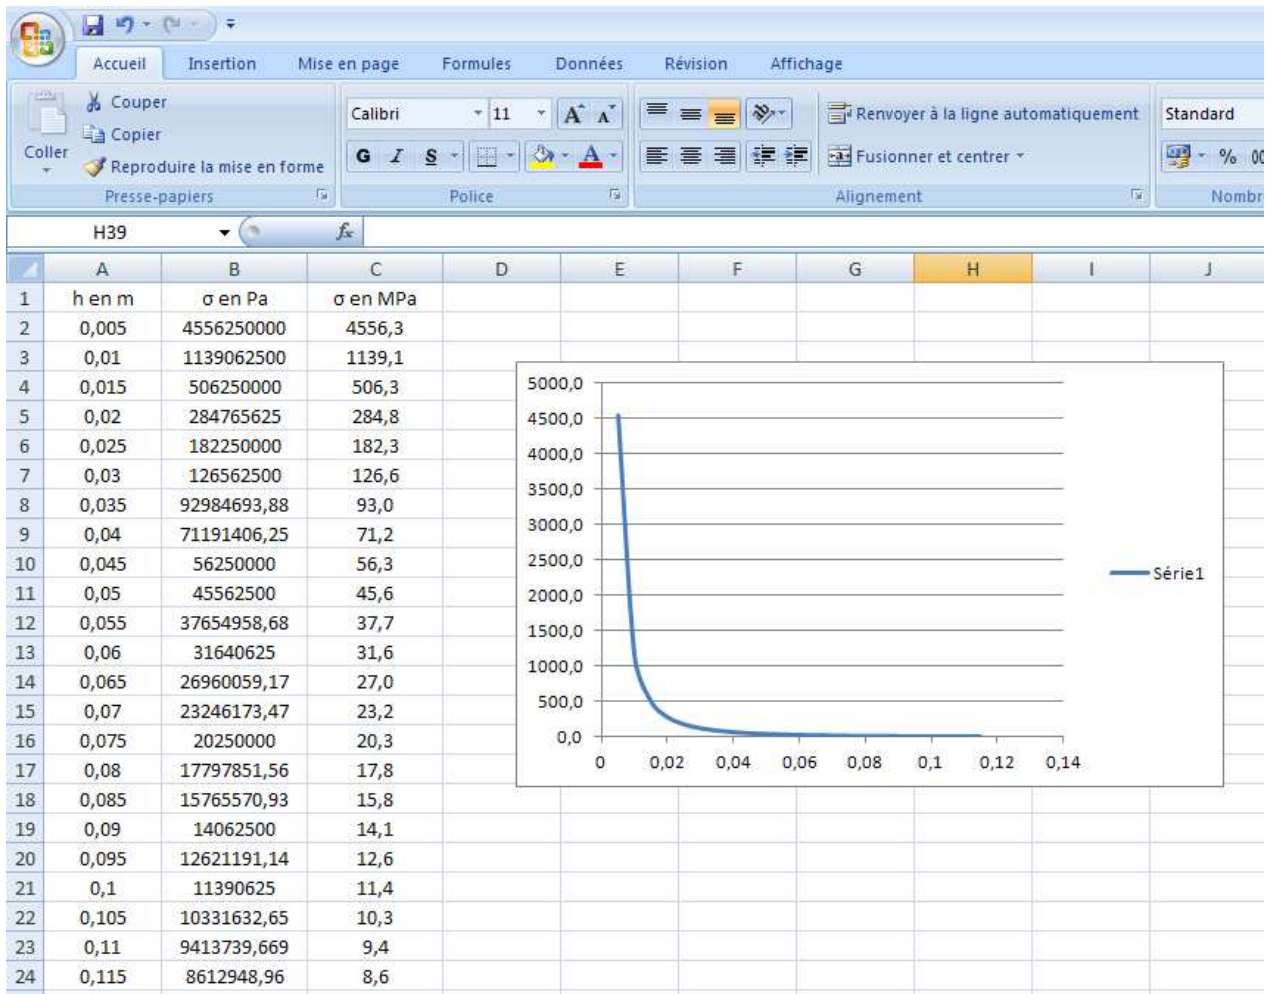 Accueil Insertion Mise en page Formules Données Révision Affichage
Couper
Copier
Coller
Reproduire la mise en forme
Presse-papiers
Calibri 11 A A
G I S A
Police
Renvoyer à la ligne automatiquement
Fusionner et centrer
Alignement
Standard
% 00
Nombr
H39 fx
A B C D E F G H I J
1 h en m σ en Pa σ en MPa
2 0,005 4556250000 4556,3
3 0,01 1139062500 1139,1
4 0,015 506250000 506,3
5 0,02 284765625 284,8
6 0,025 182250000 182,3
7 0,03 126562500 126,6
8 0,035 92984693,88 93,0
9 0,04 71191406,25 71,2
10 0,045 56250000 56,3
11 0,05 45562500 45,6
12 0,055 37654958,68 37,7
13 0,06 31640625 31,6
14 0,065 26960059,17 27,0
15 0,07 23246173,47 23,2
16 0,075 20250000 20,3
17 0,08 17797851,56 17,8
18 0,085 15765570,93 15,8
19 0,09 14062500 14,1
20 0,095 12621191,14 12,6
21 0,1 11390625 11,4
22 0,105 10331632,65 10,3
23 0,11 9413739,669 9,4
24 0,115 8612948,96 8,6
5000,0
4500,0
4000,0
3500,0
3000,0
2500,0
2000,0
1500,0
1000,0
500,0
0,0
0 0,02 0,04 0,06 0,08 0,1 0,12 0,14
Série1